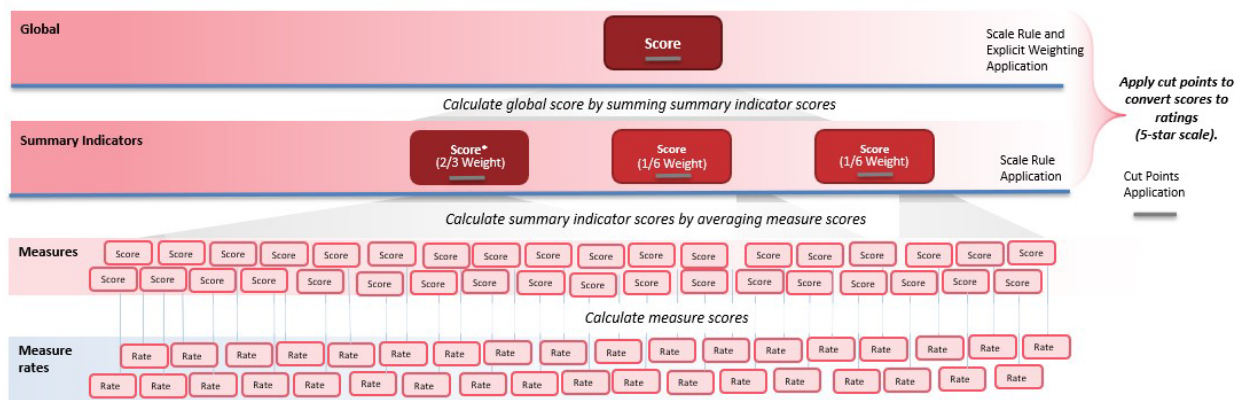 Global
Score
Scale Rule and
Explicit Weighting
Application
Calculate global score by summing summary indicator scores
Apply cut points to
convert scores to
ratings
(5-star scale).
Summary Indicators
Score*
(2/3 Weight)
Score
(1/6 Weight)
Score
(1/6 Weight)
Scale Rule
Application
Cut Points
Application
Calculate summary indicator scores by averaging measure scores
Measures
Score Score Score Score Score Score Score Score Score Score Score Score Score Score Score Score Score Score
Score Score Score Score Score Score Score Score Score Score Score Score Score Score Score Score Score Score
Calculate measure scores
Measure
rates
Rate Rate Rate Rate Rate Rate Rate Rate Rate Rate Rate Rate Rate Rate Rate Rate Rate Rate
Rate Rate Rate Rate Rate Rate Rate Rate Rate Rate Rate Rate Rate Rate Rate Rate Rate Rate